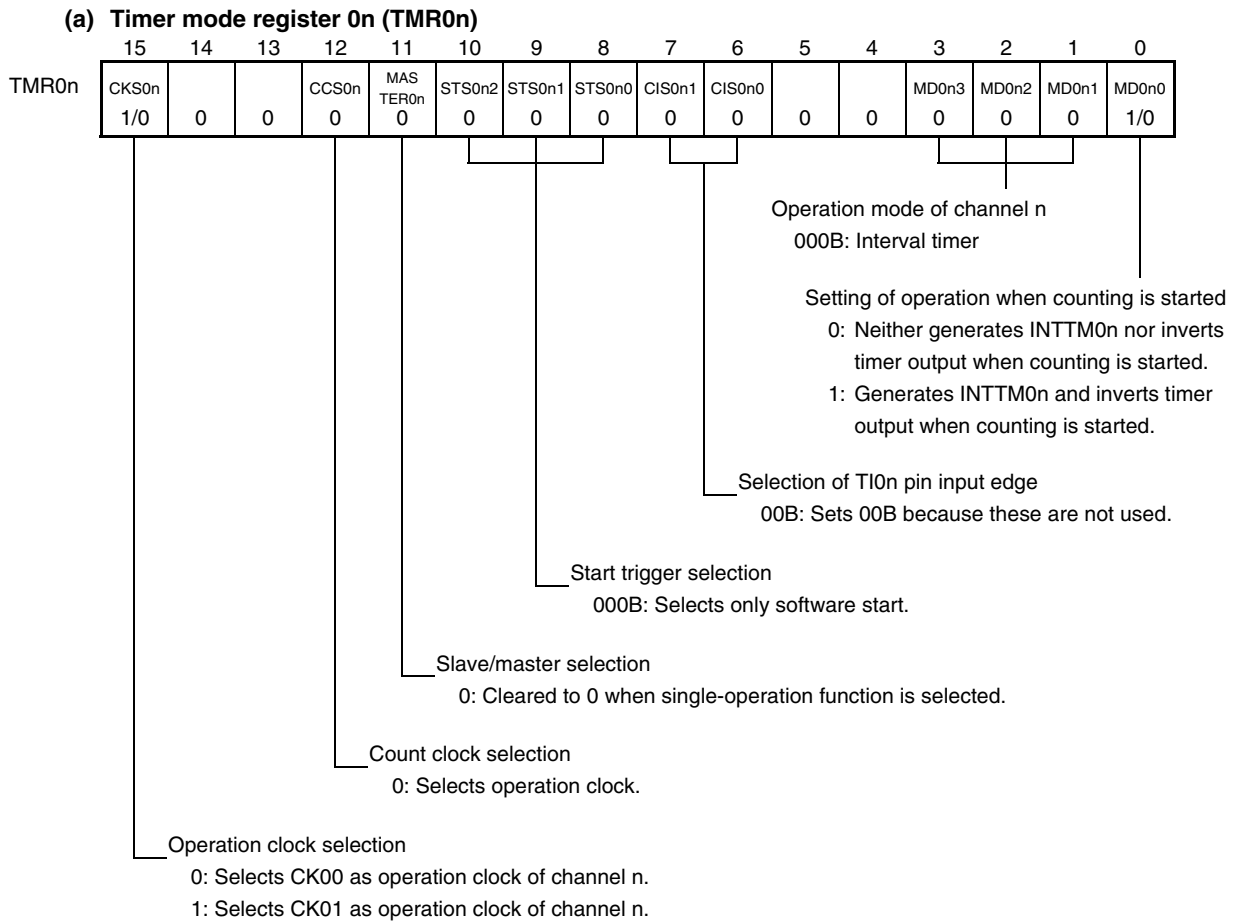 (a) Timer mode register 0n (TMR0n)
15 14 13 12 11 10 9 8 7 6 5 4 3 2 1 0
TMR0n CKS0n CCS0n MAS TER0n STS0n2 STS0n1 STS0n0 CIS0n1 CIS0n0 MD0n3 MD0n2 MD0n1 MD0n0
1/0 0 0 0 0 0 0 0 0 0 0 0 0 0 0 1/0
Operation mode of channel n
000B: Interval timer
Setting of operation when counting is started
0: Neither generates INTTM0n nor inverts
timer output when counting is started.
1: Generates INTTM0n and inverts timer
output when counting is started.
Selection of TI0n pin input edge
00B: Sets 00B because these are not used.
Start trigger selection
000B: Selects only software start.
Slave/master selection
0: Cleared to 0 when single-operation function is selected.
Count clock selection
0: Selects operation clock.
Operation clock selection
0: Selects CK00 as operation clock of channel n.
1: Selects CK01 as operation clock of channel n.